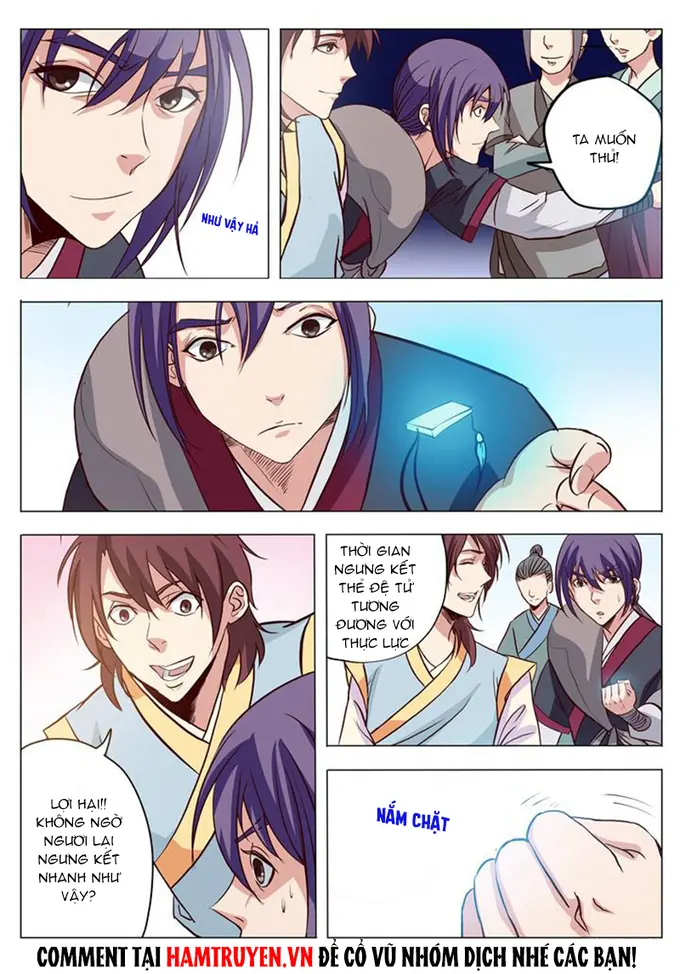 NHƯ VẬY HẢ
TA MUỐN
THỬ!
THỜI GIAN
NGƯNG KẾT
THẺ ĐỆ TỬ
TƯƠNG
ĐƯƠNG VỚI
THỰC LỰC
LỢI HẠI!!
KHÔNG NGỜ
NGƯƠI LẠI
NGƯNG KẾT
NHANH NHƯ
VẬY?
NẮM CHẶT
COMMENT TẠI HAMTRUYEN.VN ĐỂ CỔ VŨ NHÓM DỊCH NHÉ CÁC BẠN!